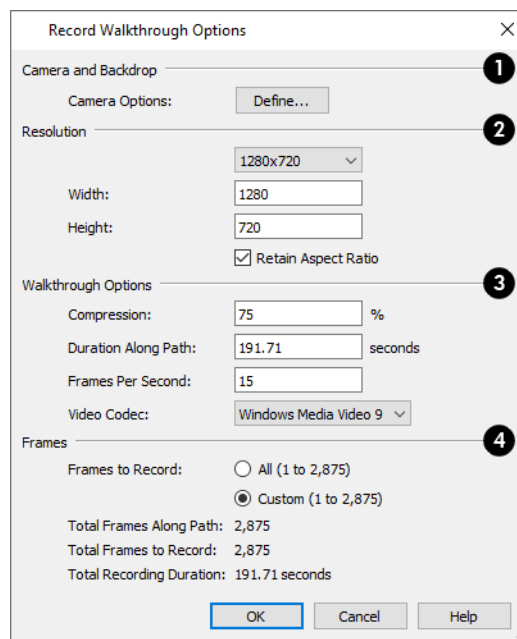 Record Walkthrough Options
Camera and Backdrop 1
Camera Options: Define...
Resolution 2
1280x720
Width: 1280
Height: 720
Retain Aspect Ratio
Walkthrough Options 3
Compression: 75 %
Duration Along Path: 191.71 seconds
Frames Per Second: 15
Video Codec: Windows Media Video 9
Frames 4
Frames to Record: All (1 to 2,875)
Custom (1 to 2,875)
Total Frames Along Path: 2,875
Total Frames to Record: 2,875
Total Recording Duration: 191.71 seconds
OK Cancel Help